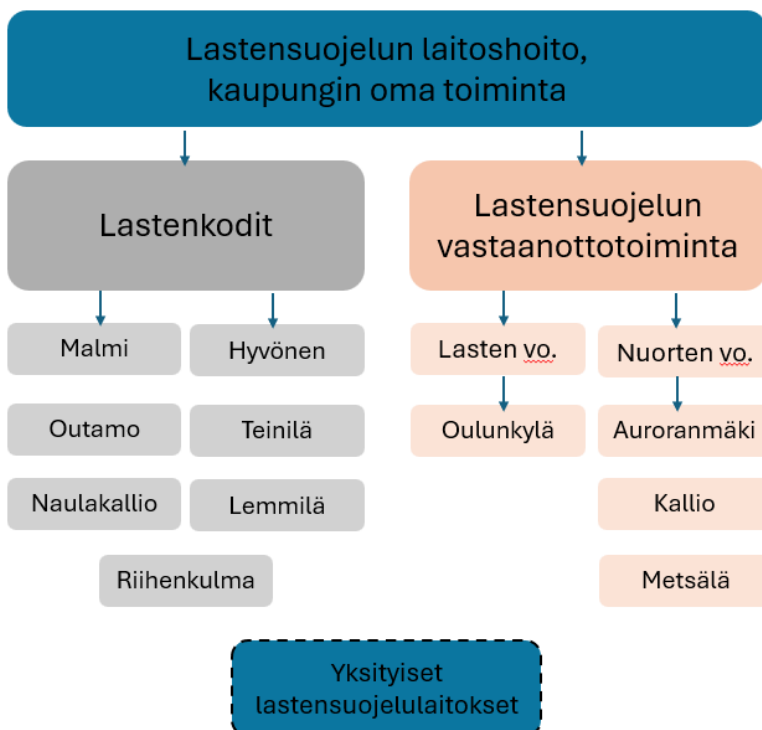 Lastensuojelun laitoshoito,
kaupungin oma toiminta
Lastenkodit
Lastensuojelun
vastaanottotoiminta
Malmi
Hyvönen
Lasten vo.
Nuorten vo.
Outamo
Teinilä
Oulunkylä
Auroranmäki
Naulakallio
Lemmilä
Kallio
Riihenkulma
Metsälä
Yksityiset
lastensuojelulaitokset